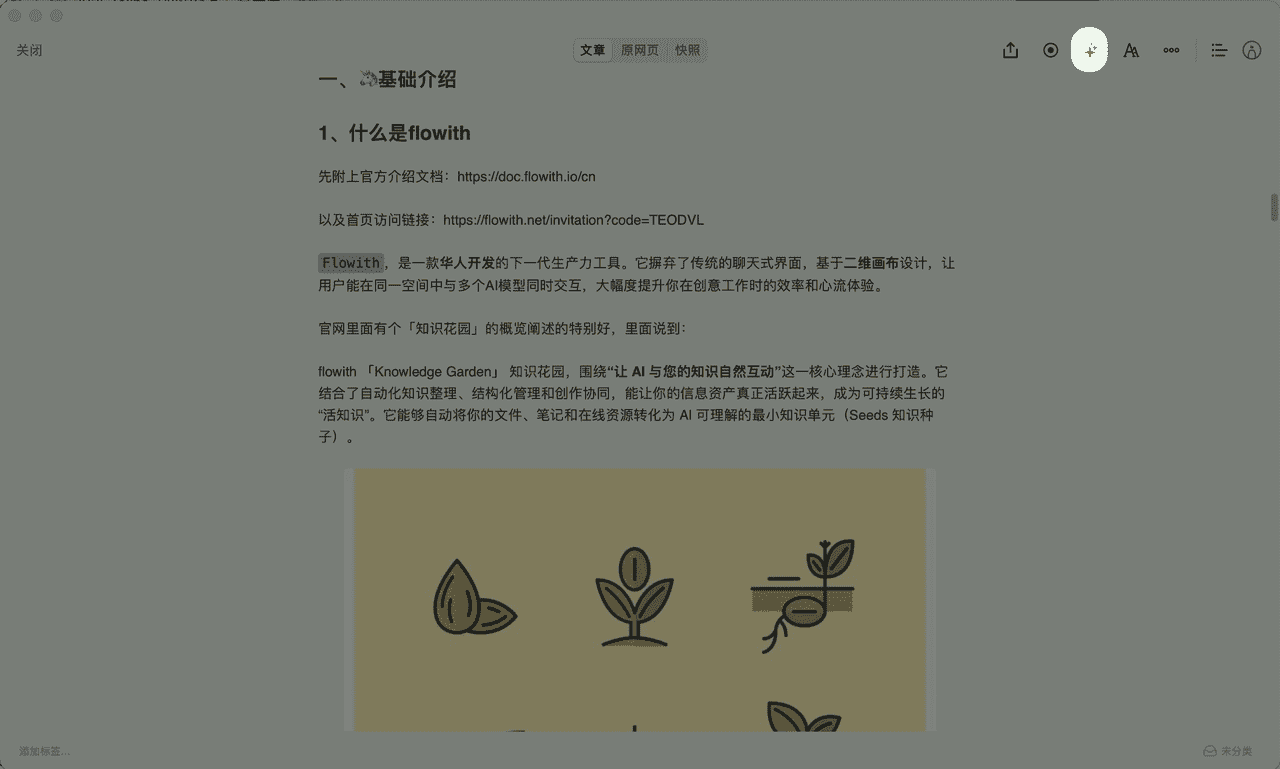 关闭
文章 原网页 快照
一、🦄基础介绍
1、什么是flowith
先附上官方介绍文档：https://doc.flowith.io/cn
以及首页访问链接：https://flowith.net/invitation?code=TEODVL
Flowith，是一款华人开发的下一代生产力工具。它摒弃了传统的聊天式界面，基于二维画布设计，让
用户能在同一空间中与多个AI模型同时交互，大幅度提升你在创意工作时的效率和心流体验。
官网里面有个「知识花园」的概览阐述的特别好，里面说到：
flowith 「Knowledge Garden」 知识花园，围绕“让 AI 与您的知识自然互动”这一核心理念进行打造。它
结合了自动化知识整理、结构化管理和创作协同，能让你的信息资产真正活跃起来，成为可持续生长的
“活知识”。它能够自动将你的文件、笔记和在线资源转化为 AI 可理解的最小知识单元（Seeds 知识种
子）。
添加标签...
未分类